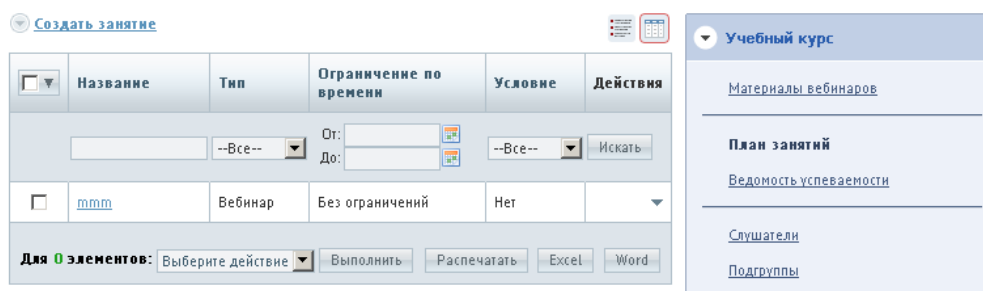 Создать занятие
Название Тип Ограничение по времени Условие Действия
--Все-- От: До: --Все-- Искать
mmm Вебинар Без ограничений Нет
Для 0 элементов: Выберите действие Выполнить Распечатать Excel Word
Учебный курс
Материалы вебинаров
План занятий
Ведомость успеваемости
Слушатели
Подгруппы